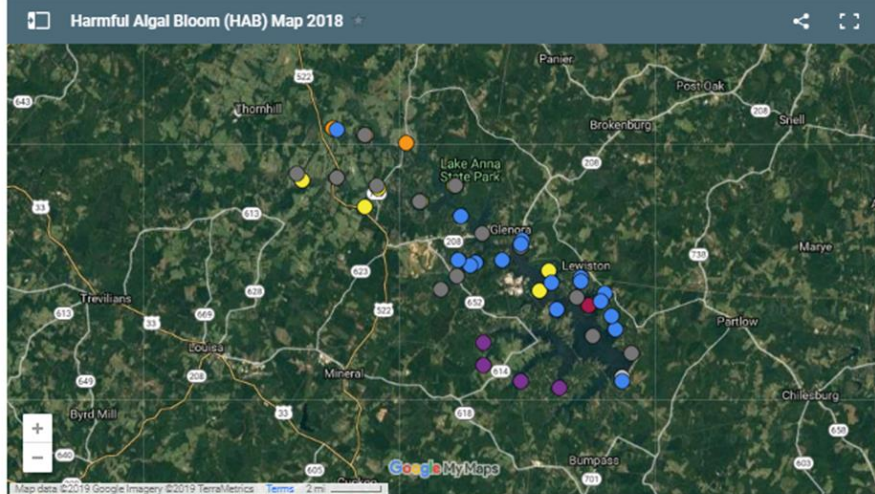 Harmful Algal Bloom (HAB) Map 2018
Panier
522
Post Oak
643
Thornhill
208
Snell
Brokenburg
Lake Anna
State Park
208
33
613
Glenora
208
738
Marye
Lewiston
623
628
Trevilians
652
613
669
522
33
Partlow
Louisa
208
Mineral
614
649
Chilesburg
Byrd Mill
33
618
658
640
Bumpass
603
605
Google My Maps
701
Map data ©2019 Google Imagery ©2019 TerraMetrics Terms 2 mi